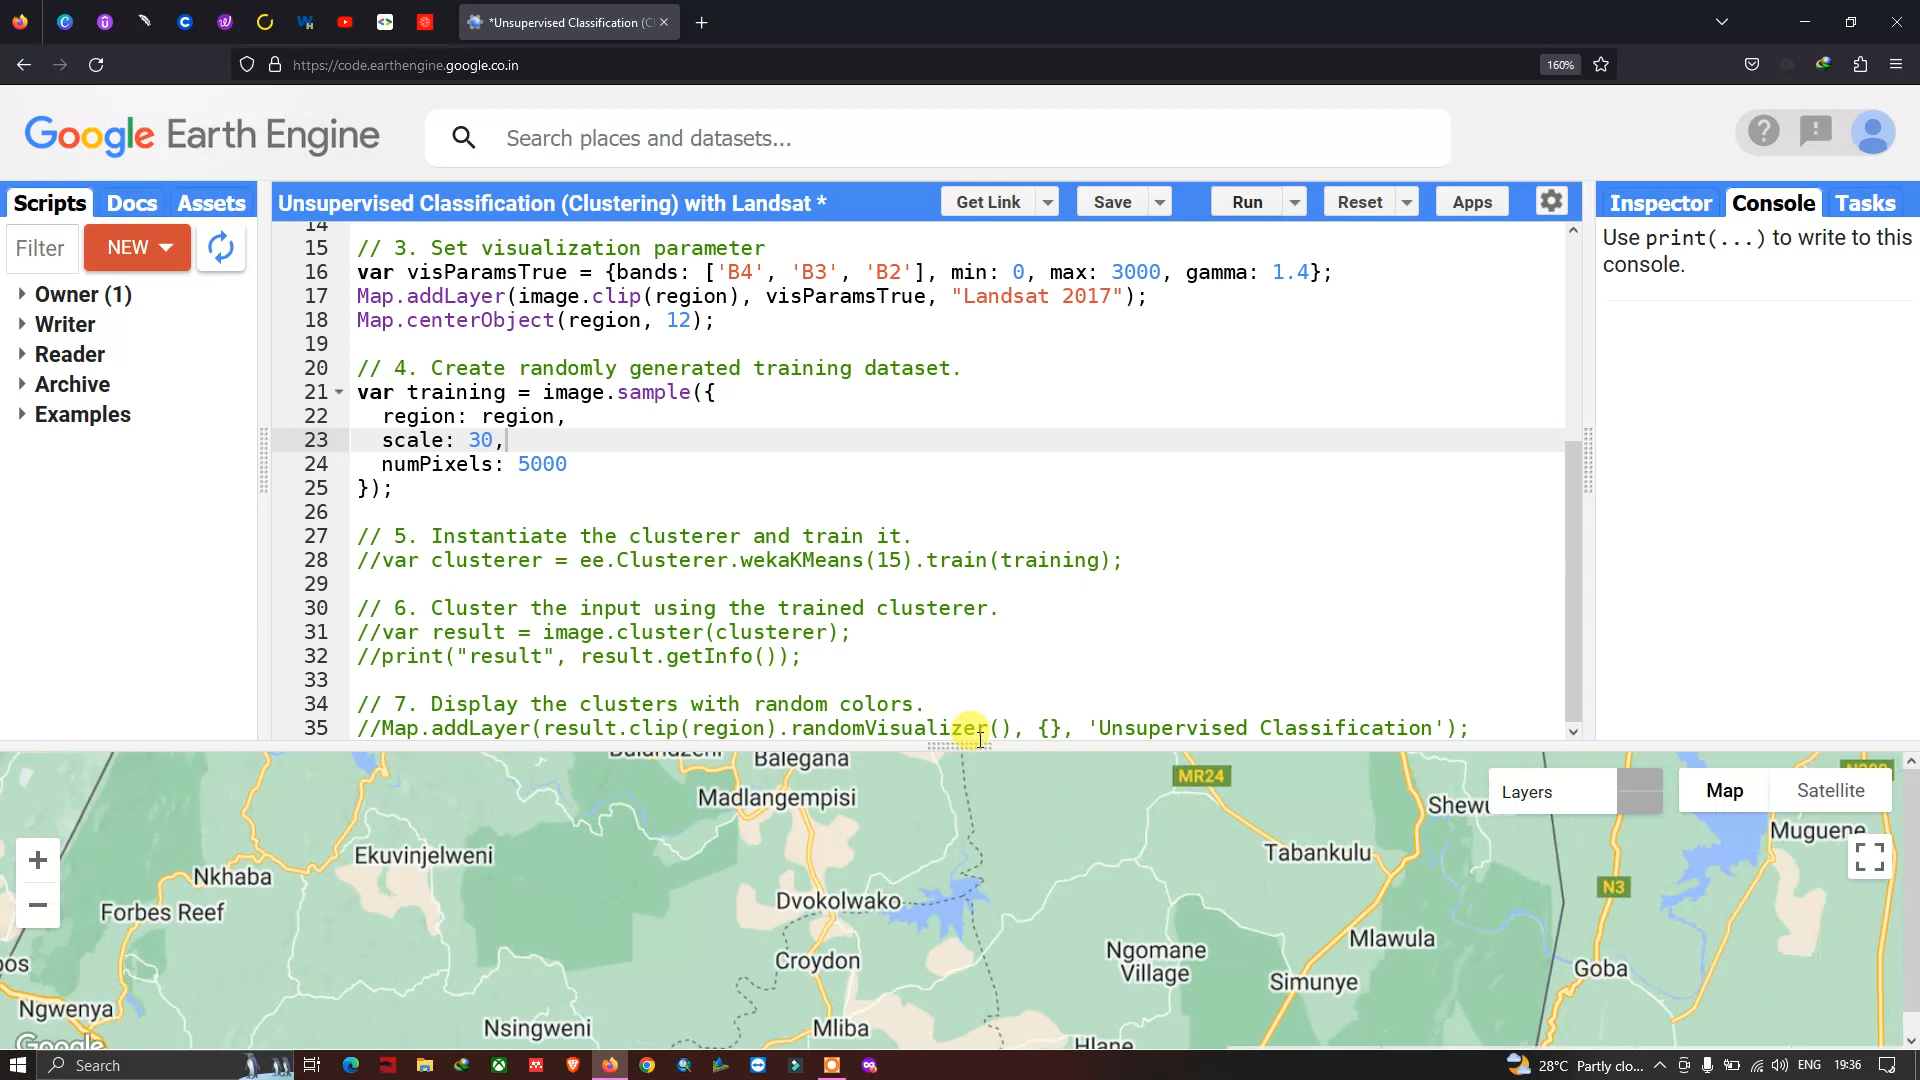 *Unsupervised Classification (Cl
https://code.earthengine.google.co.in
160%
Google Earth Engine
Search places and datasets...
Scripts
Docs
Assets
Filter
NEW
Owner (1)
Writer
Reader
Archive
Examples
Unsupervised Classification (Clustering) with Landsat *
Get Link
Save
Run
Reset
Apps
14
15 // 3. Set visualization parameter
16 var visParamsTrue = {bands: ['B4', 'B3', 'B2'], min: 0, max: 3000, gamma: 1.4};
17 Map.addLayer(image.clip(region), visParamsTrue, "Landsat 2017");
18 Map.centerObject(region, 12);
19
20 // 4. Create randomly generated training dataset.
21 var training = image.sample({
22 region: region,
23 scale: 30,
24 numPixels: 5000
25 });
26
27 // 5. Instantiate the clusterer and train it.
28 //var clusterer = ee.Clusterer.wekaKMeans(15).train(training);
29
30 // 6. Cluster the input using the trained clusterer.
31 //var result = image.cluster(clusterer);
32 //print("result", result.getInfo());
33
34 // 7. Display the clusters with random colors.
35 //Map.addLayer(result.clip(region).randomVisualizer(), {}, 'Unsupervised Classification');
Inspector
Console
Tasks
Use print(...) to write to this
console.
Balegana
MR24
Madlangempisi
Layers
Map
Satellite
Shewu
Muguene
Ekuvinjelweni
Tabankulu
Nkhaba
N3
Dvokolwako
Forbes Reef
Mlawula
Ngomane
Village
Croydon
Goba
Simunye
Ngwenya
Nsingweni
Mliba
Hlane
Google
Search
28°C Partly clo...
ENG
19:36